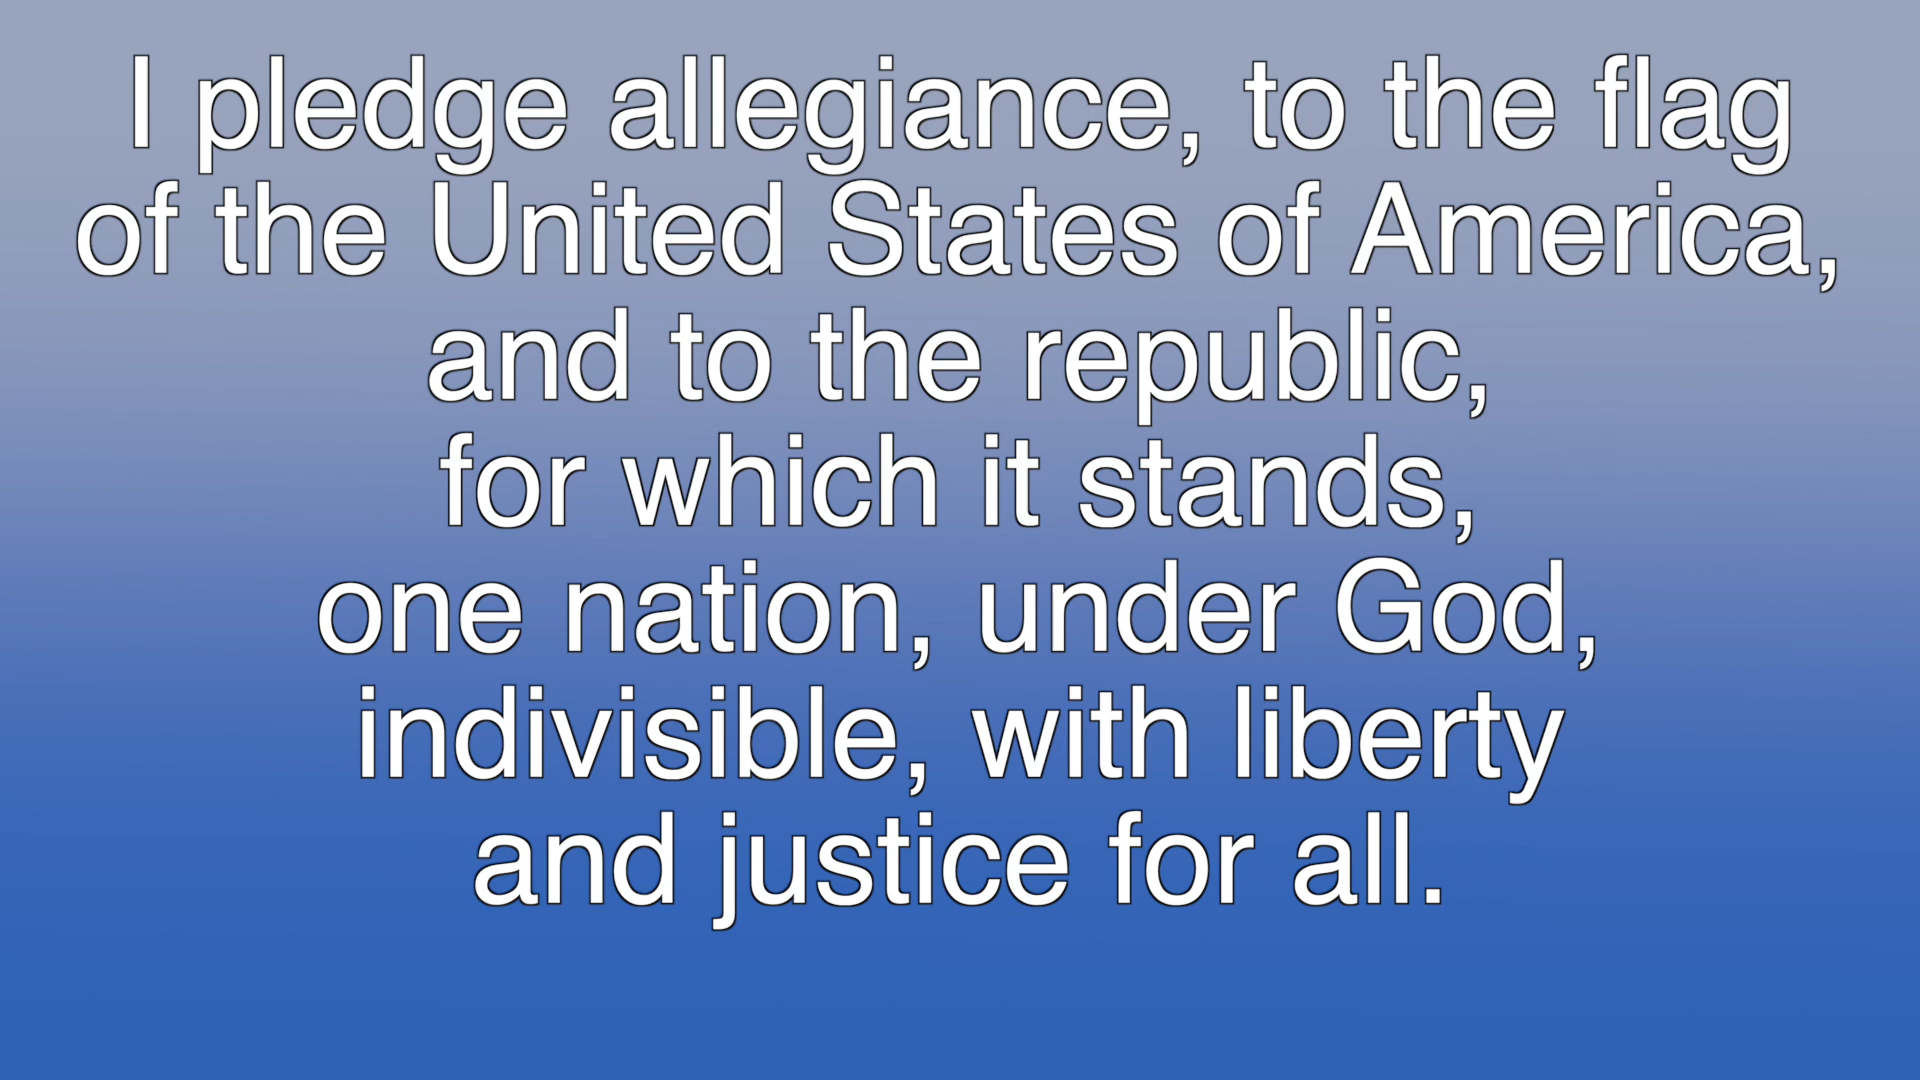 I pledge allegiance, to the flag
of the United States of America,
and to the republic,
for which it stands,
one nation, under God,
indivisible, with liberty
and justice for all.